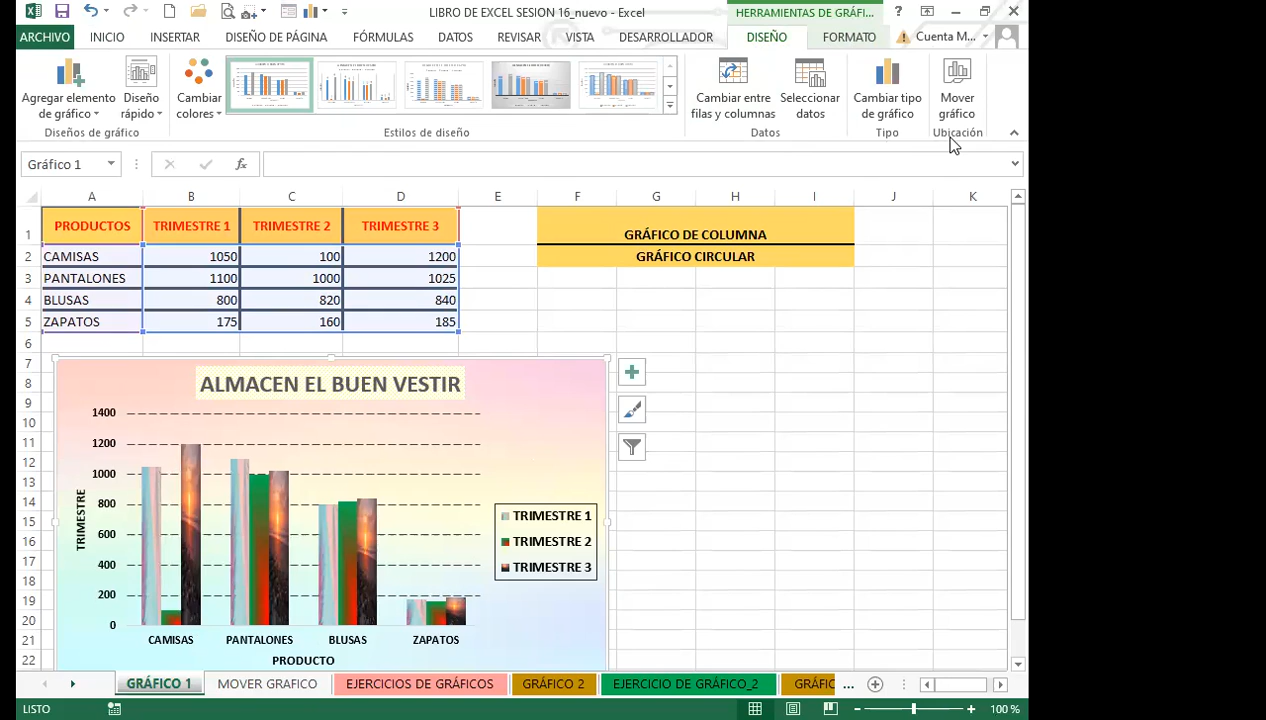 LIBRO DE EXCEL SESION 16_nuevo - Excel
HERRAMIENTAS DE GRÁFI...
?
ARCHIVO INICIO INSERTAR DISEÑO DE PÁGINA FÓRMULAS DATOS REVISAR VISTA DESARROLLADOR DISEÑO FORMATO Cuenta M...
Agregar elemento de gráfico
Diseño rápido
Cambiar colores
Cambiar entre filas y columnas
Seleccionar datos
Cambiar tipo de gráfico
Mover gráfico
Diseños de gráfico Estilos de diseño Datos Tipo Ubicación
Gráfico 1 fx
A B C D E F G H I J K
1 PRODUCTOS TRIMESTRE 1 TRIMESTRE 2 TRIMESTRE 3 GRÁFICO DE COLUMNA
2 CAMISAS 1050 100 1200 GRÁFICO CIRCULAR
3 PANTALONES 1100 1000 1025
4 BLUSAS 800 820 840
5 ZAPATOS 175 160 185
6
7
8
9
10
11
12
13
14
15
16
17
18
19
20
21
22
ALMACEN EL BUEN VESTIR
1400
1200
1000
800
600
400
200
0
TRIMESTRE
CAMISAS PANTALONES BLUSAS ZAPATOS
PRODUCTO
TRIMESTRE 1
TRIMESTRE 2
TRIMESTRE 3
GRÁFICO 1 MOVER GRAFICO EJERCICIOS DE GRÁFICOS GRÁFICO 2 EJERCICIO DE GRÁFICO_2 GRÁFIC ...
LISTO 100 %